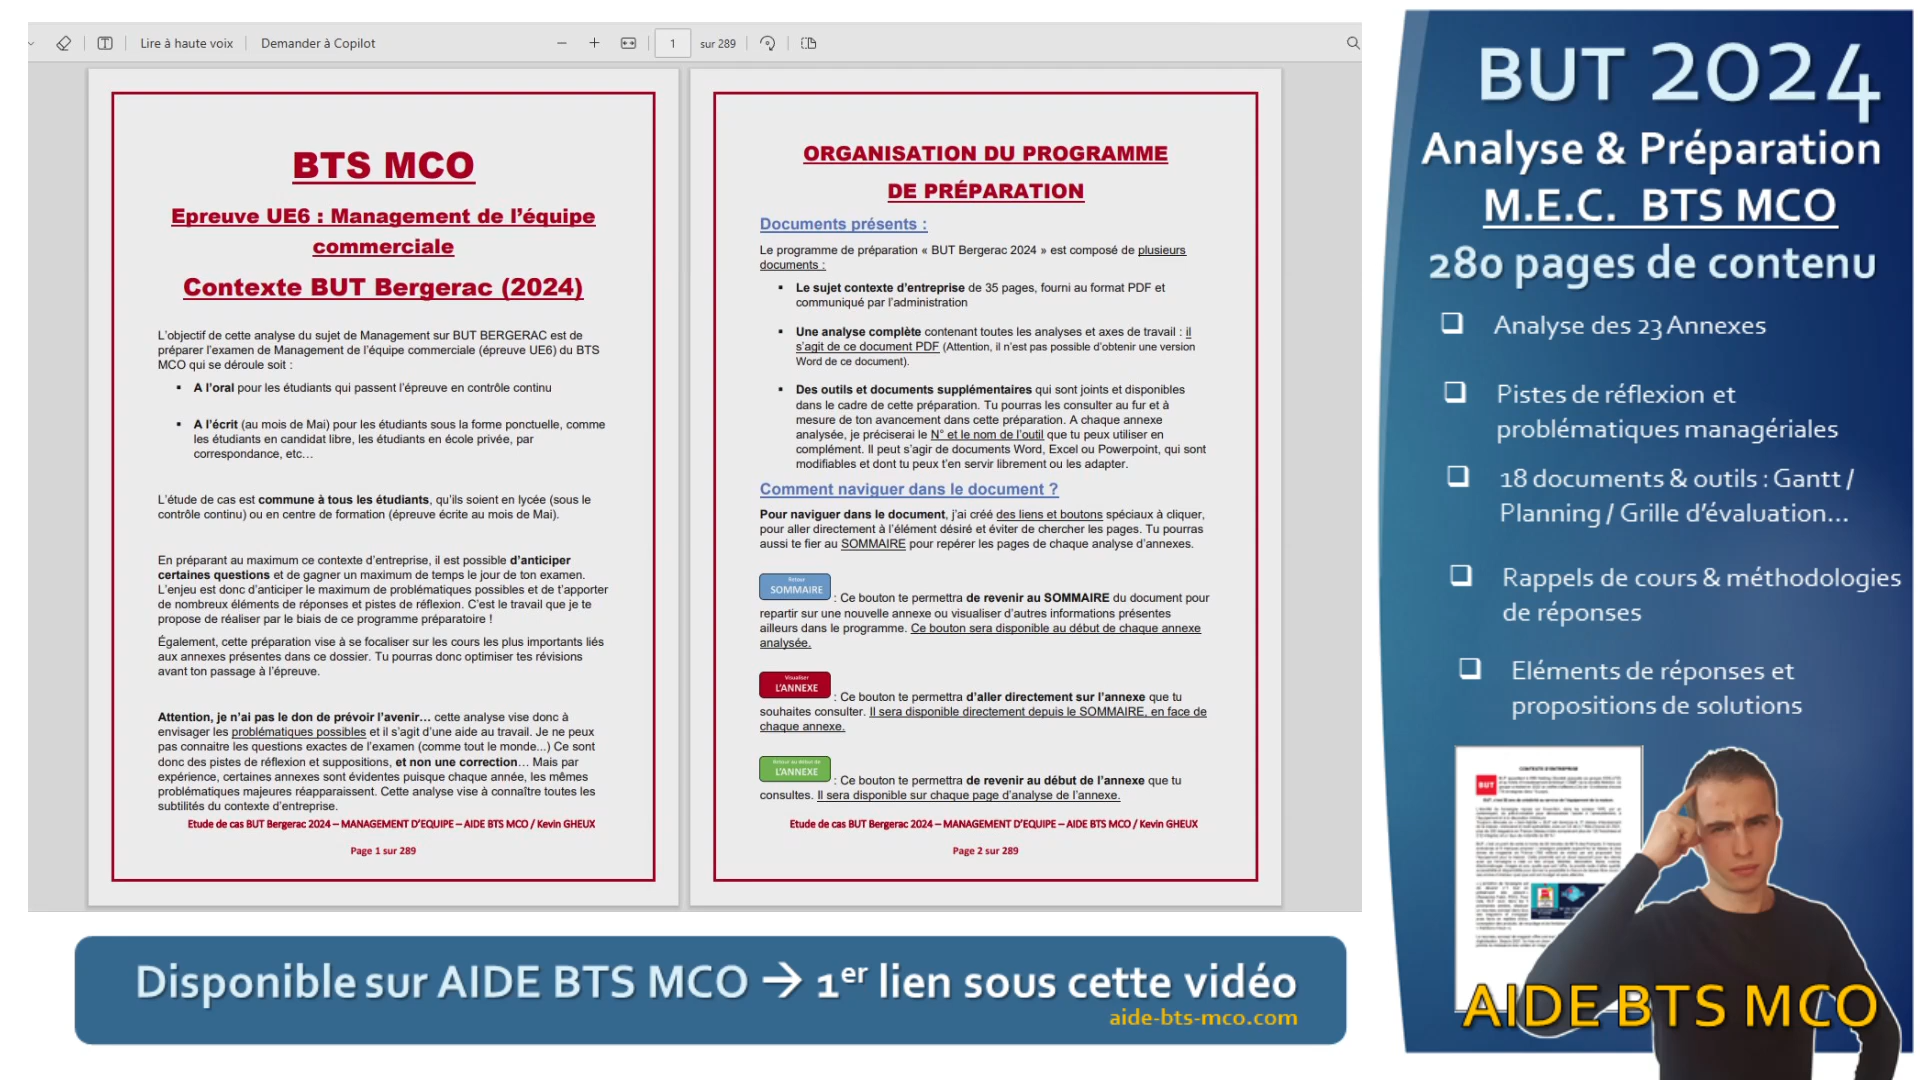 Lire à haute voix
Demander à Copilot
1
sur 289
BTS MCO
Epreuve UE6 : Management de l’équipe
commerciale
Contexte BUT Bergerac (2024)
L’objectif de cette analyse du sujet de Management sur BUT BERGERAC est de
préparer l’examen de Management de l’équipe commerciale (épreuve UE6) du BTS
MCO qui se déroule soit :
▪ A l’oral pour les étudiants qui passent l’épreuve en contrôle continu
▪ A l’écrit (au mois de Mai) pour les étudiants sous la forme ponctuelle, comme
les étudiants en candidat libre, les étudiants en école privée, par
correspondance, etc…
L’étude de cas est commune à tous les étudiants, qu’ils soient en lycée (sous le
contrôle continu) ou en centre de formation (épreuve écrite au mois de Mai).
En préparant au maximum ce contexte d’entreprise, il est possible d’anticiper
certaines questions et de gagner un maximum de temps le jour de ton examen.
L’enjeu est donc d’anticiper le maximum de problématiques possibles et de t’apporter
de nombreux éléments de réponses et pistes de réflexion. C’est le travail que je te
propose de réaliser par le biais de ce programme préparatoire !
Également, cette préparation vise à se focaliser sur les cours les plus importants liés
aux annexes présentes dans ce dossier. Tu pourras donc optimiser tes révisions
avant ton passage à l’épreuve.
Attention, je n’ai pas le don de prévoir l’avenir… cette analyse vise donc à
envisager les problématiques possibles et il s’agit d’une aide au travail. Je ne peux
pas connaitre les questions exactes de l’examen (comme tout le monde...) Ce sont
donc des pistes de réflexion et suppositions, et non une correction… Mais par
expérience, certaines annexes sont évidentes puisque chaque année, les mêmes
problématiques majeures réapparaissent. Cette analyse vise à connaître toutes les
subtilités du contexte d’entreprise.
Etude de cas BUT Bergerac 2024 – MANAGEMENT D’EQUIPE – AIDE BTS MCO / Kevin GHEUX
Page 1 sur 289
ORGANISATION DU PROGRAMME
DE PRÉPARATION
Documents présents :
Le programme de préparation « BUT Bergerac 2024 » est composé de plusieurs
documents :
▪ Le sujet contexte d’entreprise de 35 pages, fourni au format PDF et
communiqué par l’administration
▪ Une analyse complète contenant toutes les analyses et axes de travail : il
s’agit de ce document PDF (Attention, il n’est pas possible d’obtenir une version
Word de ce document).
▪ Des outils et documents supplémentaires qui sont joints et disponibles
dans le cadre de cette préparation. Tu pourras les consulter au fur et à
mesure de ton avancement dans cette préparation. A chaque annexe
analysée, je préciserai le N° et le nom de l’outil que tu peux utiliser en
complément. Il peut s’agir de documents Word, Excel ou Powerpoint, qui sont
modifiables et dont tu peux t’en servir librement ou les adapter.
Comment naviguer dans le document ?
Pour naviguer dans le document, j’ai créé des liens et boutons spéciaux à cliquer,
pour aller directement à l’élément désiré et éviter de chercher les pages. Tu pourras
aussi te fier au SOMMAIRE pour repérer les pages de chaque analyse d’annexes.
Retour
SOMMAIRE
: Ce bouton te permettra de revenir au SOMMAIRE du document pour
repartir sur une nouvelle annexe ou visualiser d’autres informations présentes
ailleurs dans le programme. Ce bouton sera disponible au début de chaque annexe
analysée.
Visualiser
L’ANNEXE
: Ce bouton te permettra d’aller directement sur l’annexe que tu
souhaites consulter. Il sera disponible directement depuis le SOMMAIRE, en face de
chaque annexe.
Retour au début de
L’ANNEXE
: Ce bouton te permettra de revenir au début de l’annexe que tu
consultes. Il sera disponible sur chaque page d’analyse de l’annexe.
Etude de cas BUT Bergerac 2024 – MANAGEMENT D’EQUIPE – AIDE BTS MCO / Kevin GHEUX
Page 2 sur 289
Disponible sur AIDE BTS MCO → 1er lien sous cette vidéo
aide-bts-mco.com
BUT 2024
Analyse & Préparation
M.E.C. BTS MCO
280 pages de contenu
❑ Analyse des 23 Annexes
❑ Pistes de réflexion et
problématiques managériales
❑ 18 documents & outils : Gantt /
Planning / Grille d’évaluation…
❑ Rappels de cours & méthodologies
de réponses
❑ Eléments de réponses et
propositions de solutions
CONTEXTE D’ENTREPRISE
BUT
AIDE BTS MCO